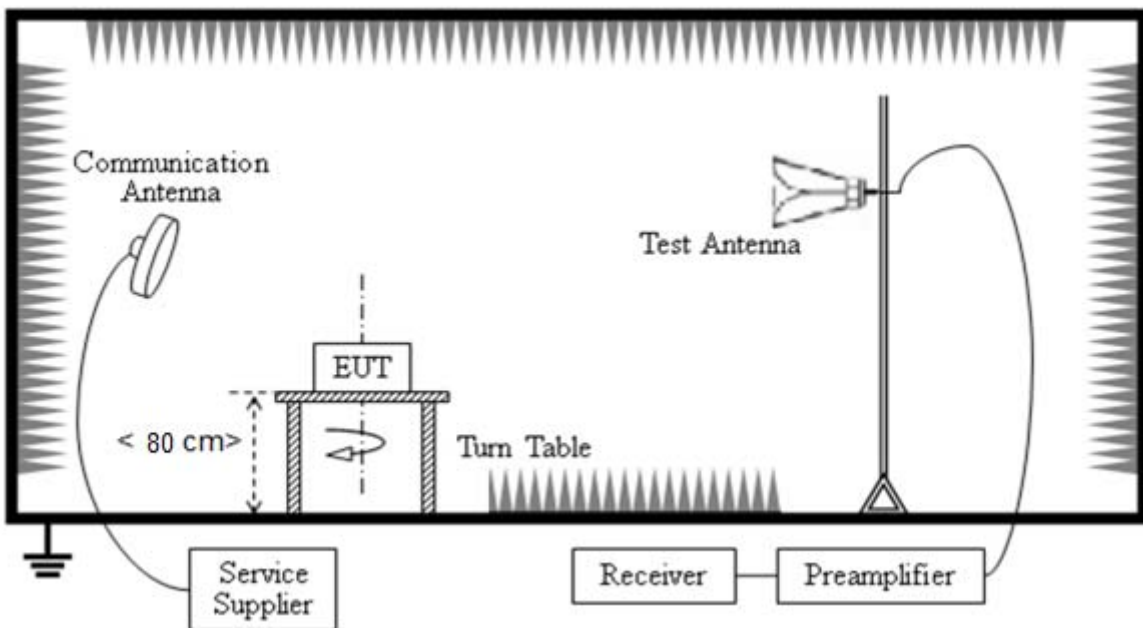 Communication
Antenna
Test Antenna
EUT
< 80 cm>
Turn Table
Service
Supplier
Receiver
Preamplifier